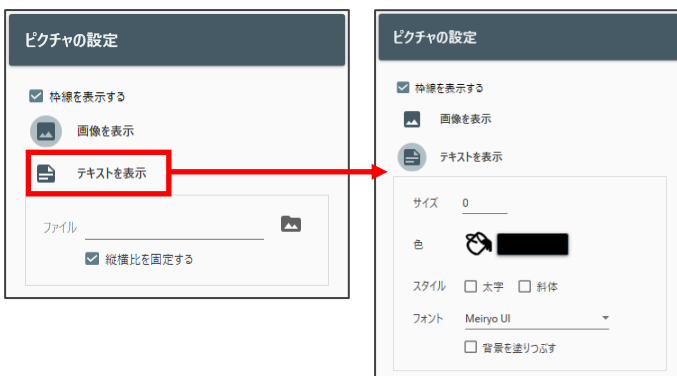 ピクチャの設定
枠線を表示する
画像を表示
テキストを表示
ファイル
縦横比を固定する
ピクチャの設定
枠線を表示する
画像を表示
テキストを表示
サイズ 0
色
スタイル 太字 斜体
フォント Meiryo UI
背景を塗りつぶす